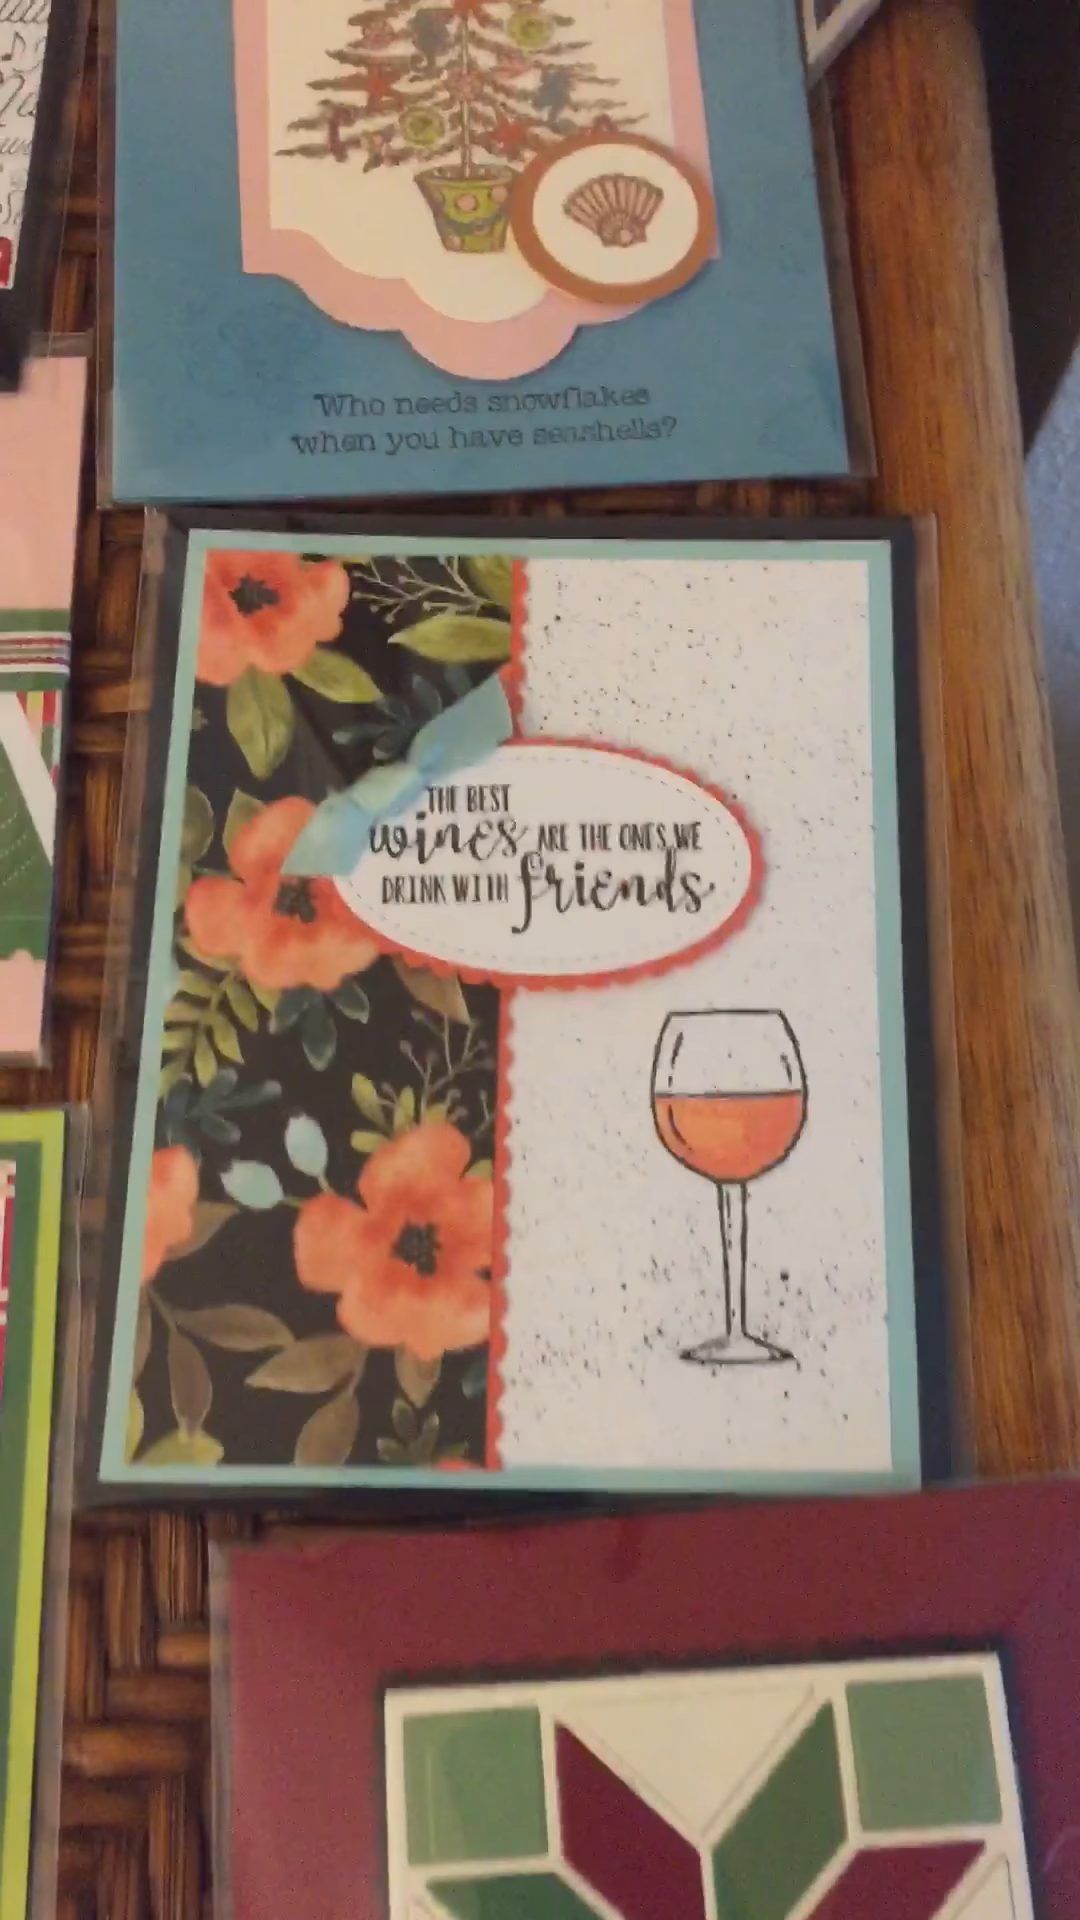 Who needs snowflakes
when you have seashells?
THE BEST
wines ARE THE ONES WE
DRINK WITH friends